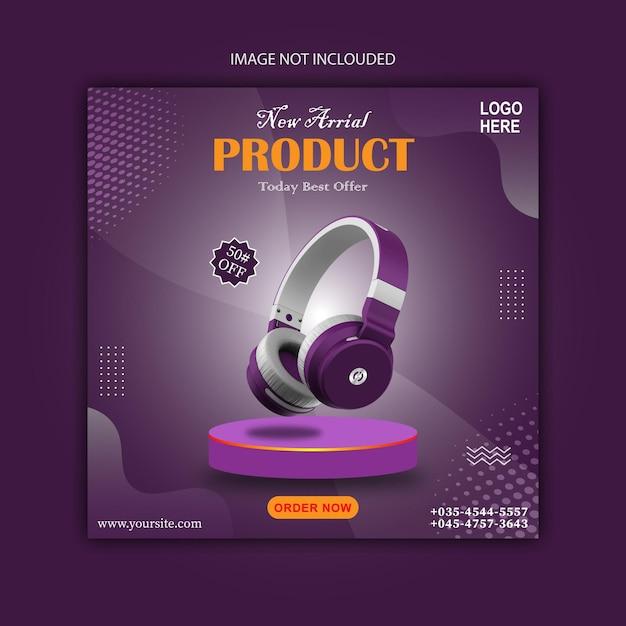 IMAGE NOT INCLOUDED
New Arrial
PRODUCT
Today Best Offer
LOGO
HERE
50#
OFF
ORDER NOW
www.yoursite.com
+035-4544-5557
+045-4757-3643